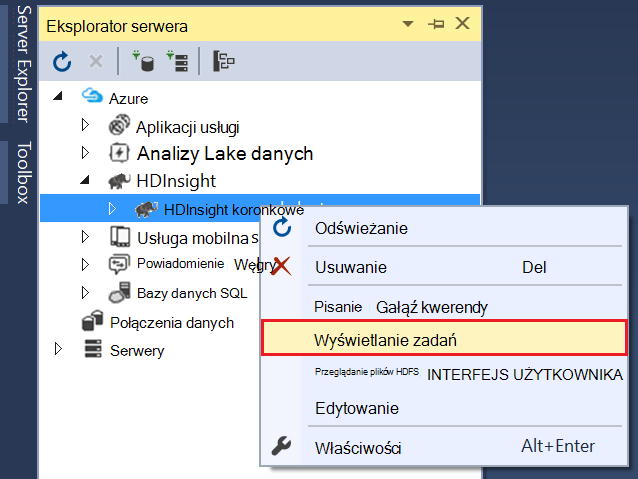 Server Explorer
Toolbox
Eksplorator serwera
Azure
Aplikacji usługi
Analizy Lake danych
HDInsight
HDInsight koronkowe
Usługa mobilna s
Powiadomienie Węgry
Bazy danych SQL
Połączenia danych
Serwery
Odświeżanie
Usuwanie Del
Pisanie Gałąź kwerendy
Wyświetlanie zadań
Przeglądanie plików HDFS INTERFEJS UŻYTKOWNIKA
Edytowanie
Właściwości Alt+Enter